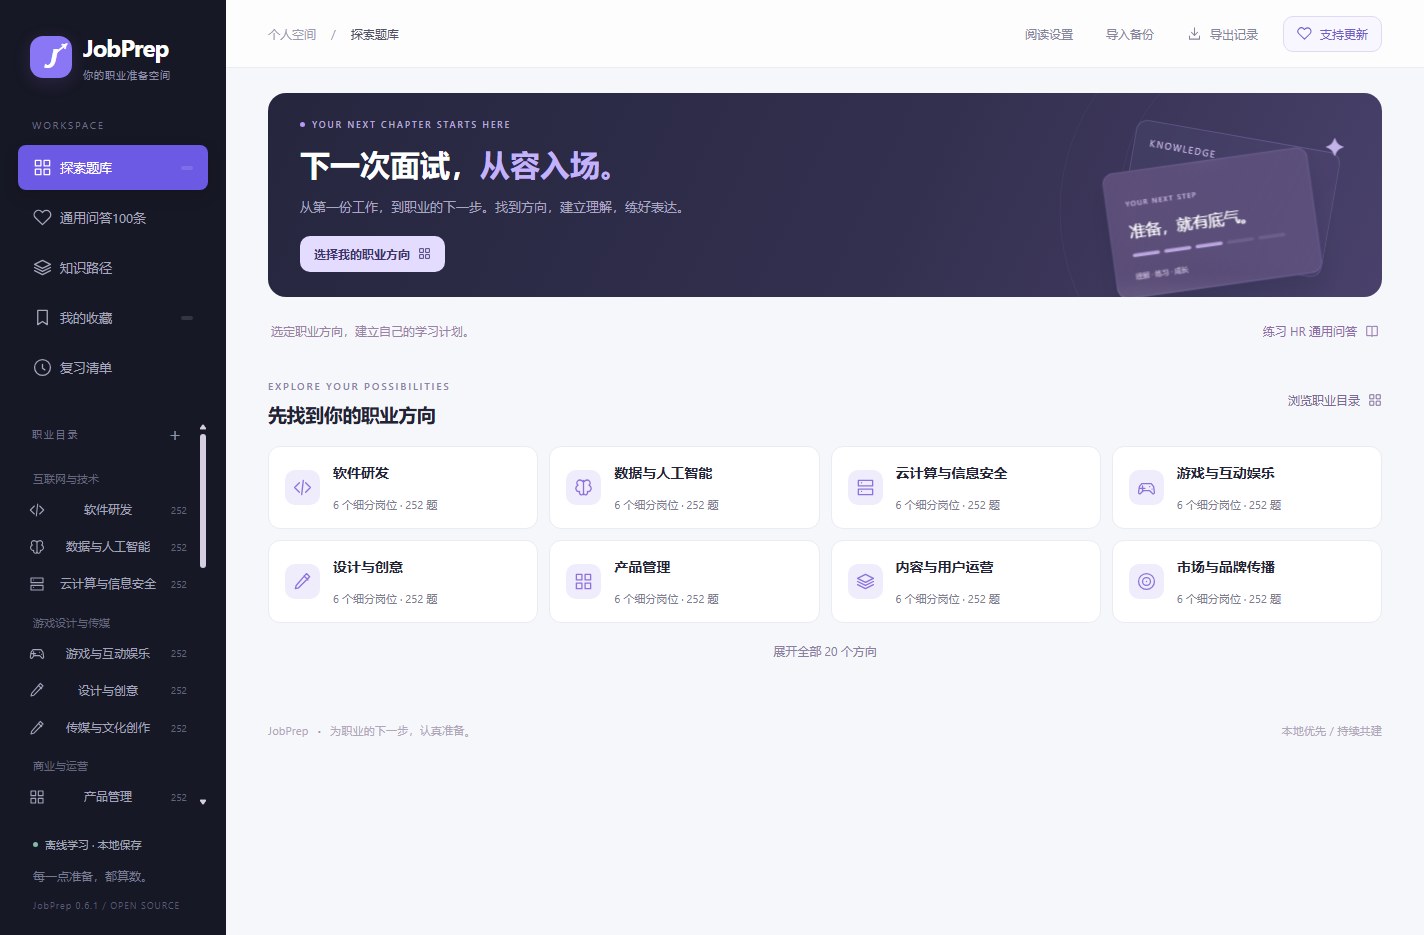 JobPrep
你的职业准备空间
WORKSPACE
探索题库
通用问答100条
知识路径
我的收藏
复习清单
职业目录
互联网与技术
软件研发 252
数据与人工智能 252
云计算与信息安全 252
游戏设计与传媒
游戏与互动娱乐 252
设计与创意 252
传媒与文化创作 252
商业与运营
产品管理 252
离线学习 · 本地保存
每一点准备，都算数。
JobPrep 0.6.1 / OPEN SOURCE
个人空间 / 探索题库
阅读设置 导入备份 导出记录 支持更新
YOUR NEXT CHAPTER STARTS HERE
下一次面试，从容入场。
从第一份工作，到职业的下一步。找到方向，建立理解，练好表达。
选择我的职业方向
KNOWLEDGE
YOUR NEXT STEP
准备，就有底气。
理解 · 练习 · 成长
选定职业方向，建立自己的学习计划。
练习 HR 通用问答
EXPLORE YOUR POSSIBILITIES
先找到你的职业方向
浏览职业目录
软件研发
6 个细分岗位 · 252 题
数据与人工智能
6 个细分岗位 · 252 题
云计算与信息安全
6 个细分岗位 · 252 题
游戏与互动娱乐
6 个细分岗位 · 252 题
设计与创意
6 个细分岗位 · 252 题
产品管理
6 个细分岗位 · 252 题
内容与用户运营
6 个细分岗位 · 252 题
市场与品牌传播
6 个细分岗位 · 252 题
展开全部 20 个方向
JobPrep · 为职业的下一步，认真准备。
本地优先 / 持续共建